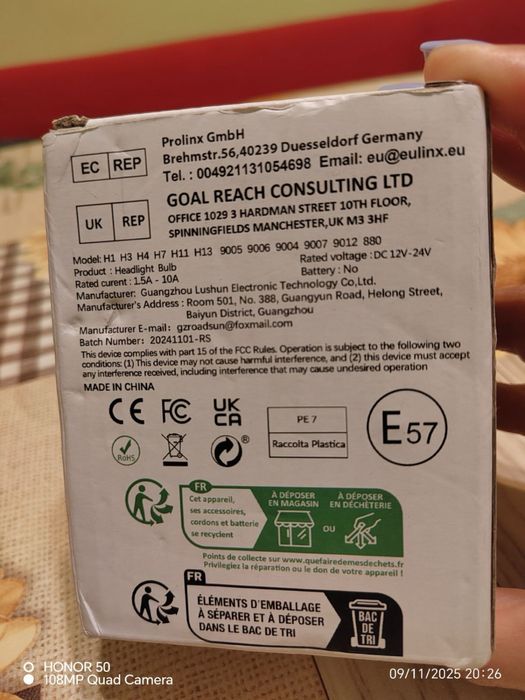 EC REP
Prolinx GmbH
Brehmstr.56,40239 Duesseldorf Germany
Tel. : 004921131054698 Email: eu@eulinx.eu
UK REP
GOAL REACH CONSULTING LTD
OFFICE 1029 3 HARDMAN STREET 10TH FLOOR,
SPINNINGFIELDS MANCHESTER,UK M3 3HF
Model: H1 H3 H4 H7 H11 H13 9005 9006 9004 9007 9012 880
Product : Headlight Bulb
Rated voltage : DC 12V-24V
Rated curent : 1.5A - 10A
Battery : No
Manufacturer: Guangzhou Lushun Electronic Technology Co,Ltd.
Manufacturer's Address : Room 501, No. 388, Guangyun Road, Helong Street,
Baiyun District, Guangzhou
Manufacturer E-mail: gzroadsun@foxmail.com
Batch Number: 20241101-RS
This device complies with part 15 of the FCC Rules. Operation is subject to the following two
conditions: (1) This device may not cause harmful interference, and (2) this device must accept
any interference received, including interference that may cause undesired operation
MADE IN CHINA
CE FC UK
CA
PE 7
Raccolta Plastica
E57
RoHS
®
FR
Cet appareil,
ses accessoires,
cordons et batterie
se recyclent
À DÉPOSER
EN MAGASIN
OU
À DÉPOSER
EN DÉCHÈTERIE
Points de collecte sur www.quefairedemesdechets.fr
Privilegiez la réparation ou le don de votre appareil !
FR
ÉLÉMENTS D'EMBALLAGE
À SÉPARER ET À DÉPOSER
DANS LE BAC DE TRI
BAC
DE
TRI
HONOR 50
108MP Quad Camera
09/11/2025 20:26